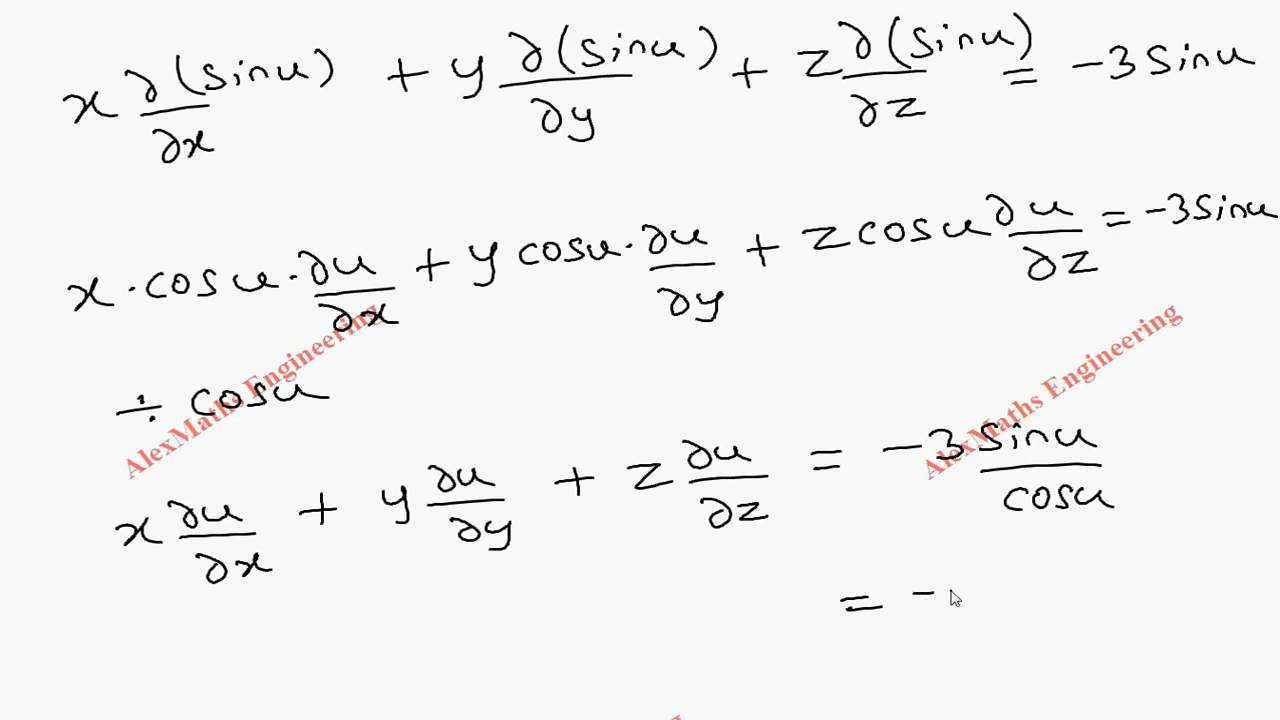 x ∂(sinu)/∂x + y ∂(sinu)/∂y + z ∂(sinu)/∂z = -3 sinu
x · cosu · ∂u/∂x + y cosu · ∂u/∂y + z cosu ∂u/∂z = -3 sinu
÷ cosu
AlexMaths Engineering
AlexMaths Engineering
x ∂u/∂x + y ∂u/∂y + z ∂u/∂z = -3 sinu/cosu
= -